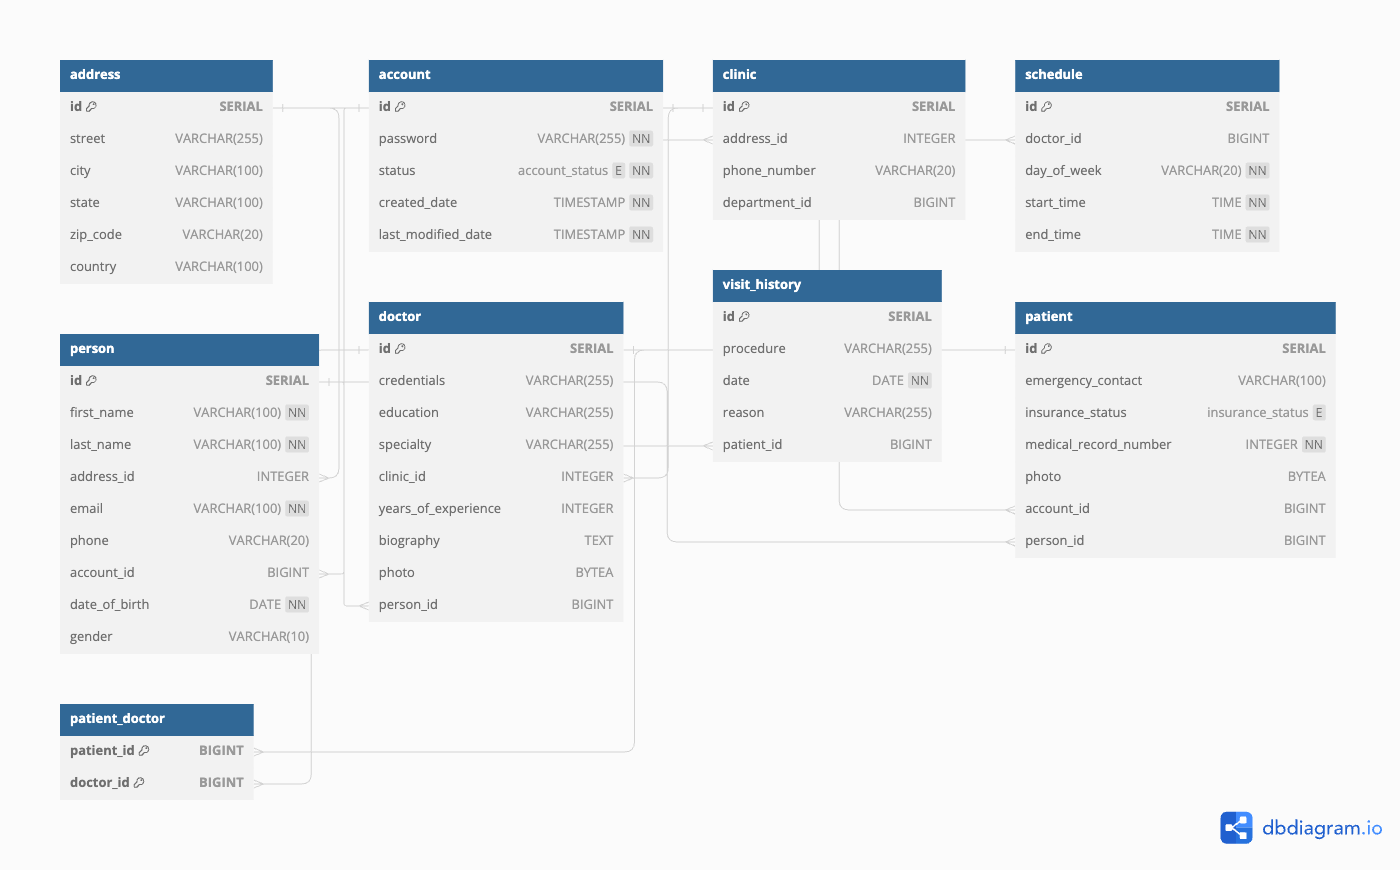 address
id SERIAL
street VARCHAR(255)
city VARCHAR(100)
state VARCHAR(100)
zip_code VARCHAR(20)
country VARCHAR(100)
account
id SERIAL
password VARCHAR(255) NN
status account_status E NN
created_date TIMESTAMP NN
last_modified_date TIMESTAMP NN
clinic
id SERIAL
address_id INTEGER
phone_number VARCHAR(20)
department_id BIGINT
schedule
id SERIAL
doctor_id BIGINT
day_of_week VARCHAR(20) NN
start_time TIME NN
end_time TIME NN
person
id SERIAL
first_name VARCHAR(100) NN
last_name VARCHAR(100) NN
address_id INTEGER
email VARCHAR(100) NN
phone VARCHAR(20)
account_id BIGINT
date_of_birth DATE NN
gender VARCHAR(10)
doctor
id SERIAL
credentials VARCHAR(255)
education VARCHAR(255)
specialty VARCHAR(255)
clinic_id INTEGER
years_of_experience INTEGER
biography TEXT
photo BYTEA
person_id BIGINT
visit_history
id SERIAL
procedure VARCHAR(255)
date DATE NN
reason VARCHAR(255)
patient_id BIGINT
patient
id SERIAL
emergency_contact VARCHAR(100)
insurance_status insurance_status E
medical_record_number INTEGER NN
photo BYTEA
account_id BIGINT
person_id BIGINT
patient_doctor
patient_id BIGINT
doctor_id BIGINT
dbdiagram.io